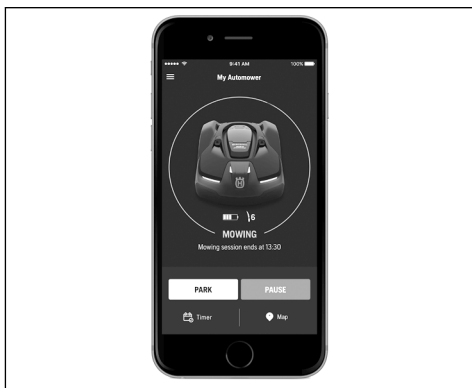 9:41 AM 100%
My Automower
6
MOWING
Mowing session ends at 13:30
PARK PAUSE
Timer Map